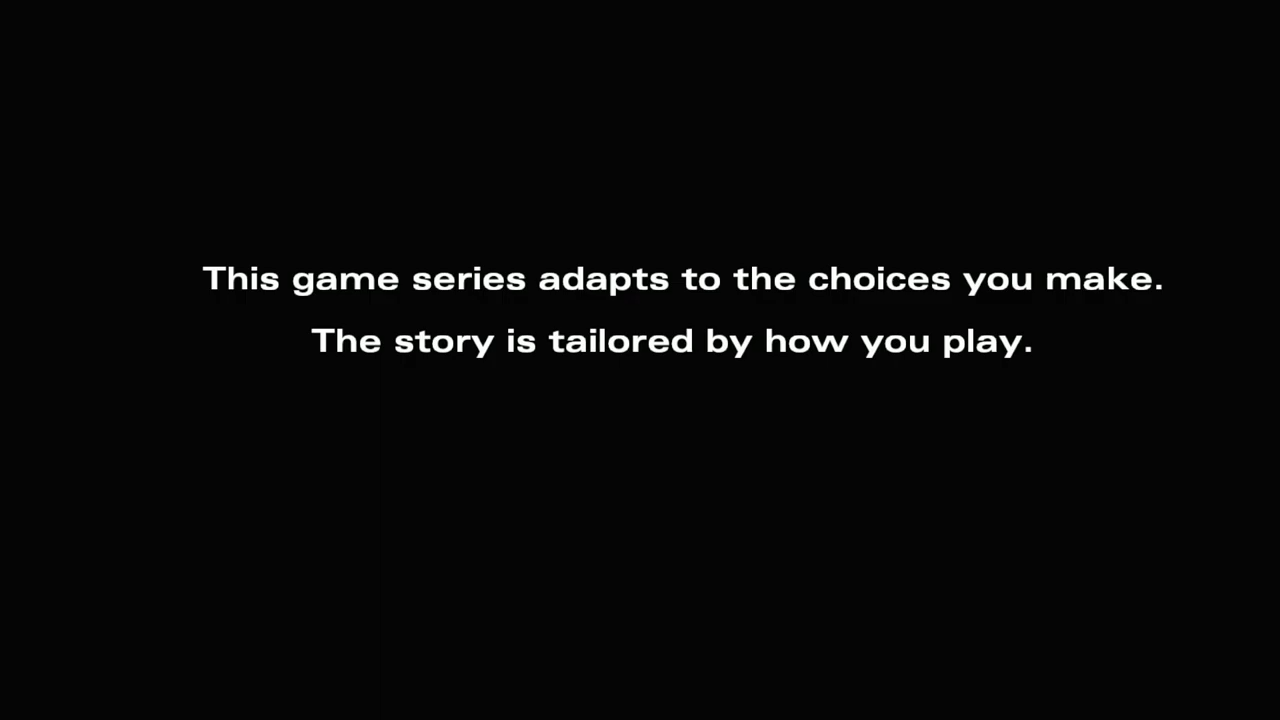 This game series adapts to the choices you make.
The story is tailored by how you play.